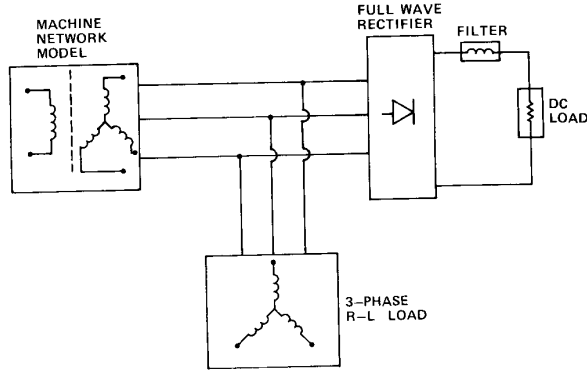 MACHINE
NETWORK
MODEL
FULL WAVE
RECTIFIER
FILTER
DC
LOAD
3-PHASE
R-L LOAD